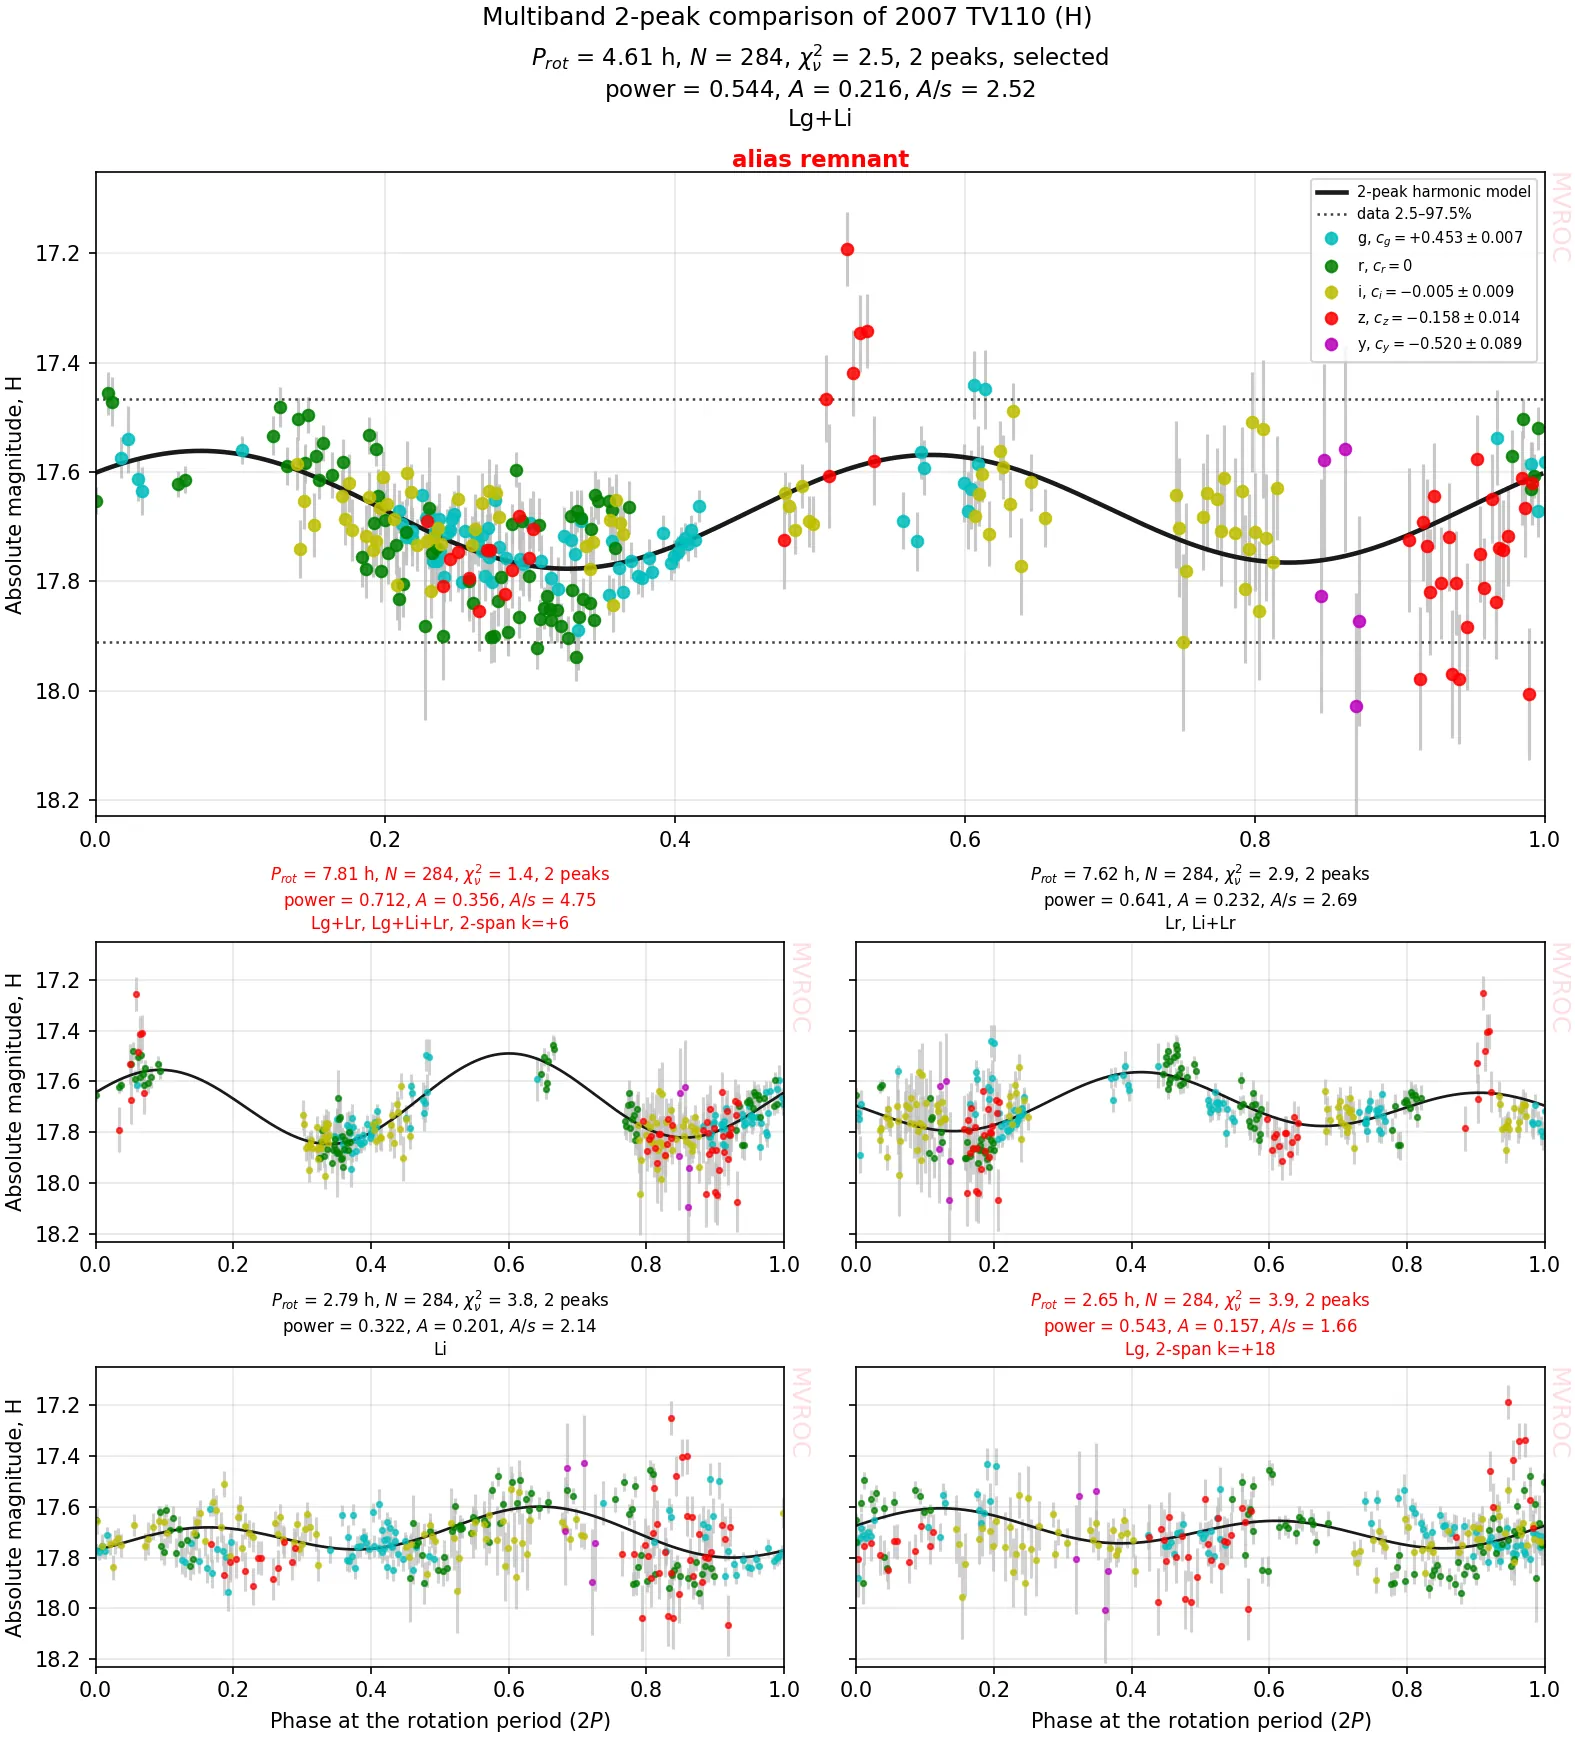 Multiband 2-peak comparison of 2007 TV110 (H)
P_rot = 4.61 h, N = 284, χ²_ν = 2.5, 2 peaks, selected
power = 0.544, A = 0.216, A/s = 2.52
Lg+Li
alias remnant
2-peak harmonic model
data 2.5–97.5%
g, c_g = +0.453 ± 0.007
r, c_r = 0
i, c_i = −0.005 ± 0.009
z, c_z = −0.158 ± 0.014
y, c_y = −0.520 ± 0.089
MVROC
Absolute magnitude, H
17.2
17.4
17.6
17.8
18.0
18.2
0.0 0.2 0.4 0.6 0.8 1.0
P_rot = 7.81 h, N = 284, χ²_ν = 1.4, 2 peaks
power = 0.712, A = 0.356, A/s = 4.75
Lg+Lr, Lg+Li+Lr, 2-span k=+6
MVROC
Absolute magnitude, H
17.2
17.4
17.6
17.8
18.0
18.2
0.0 0.2 0.4 0.6 0.8 1.0
P_rot = 7.62 h, N = 284, χ²_ν = 2.9, 2 peaks
power = 0.641, A = 0.232, A/s = 2.69
Lr, Li+Lr
MVROC
0.0 0.2 0.4 0.6 0.8 1.0
P_rot = 2.79 h, N = 284, χ²_ν = 3.8, 2 peaks
power = 0.322, A = 0.201, A/s = 2.14
Li
MVROC
Absolute magnitude, H
17.2
17.4
17.6
17.8
18.0
18.2
0.0 0.2 0.4 0.6 0.8 1.0
Phase at the rotation period (2P)
P_rot = 2.65 h, N = 284, χ²_ν = 3.9, 2 peaks
power = 0.543, A = 0.157, A/s = 1.66
Lg, 2-span k=+18
MVROC
0.0 0.2 0.4 0.6 0.8 1.0
Phase at the rotation period (2P)